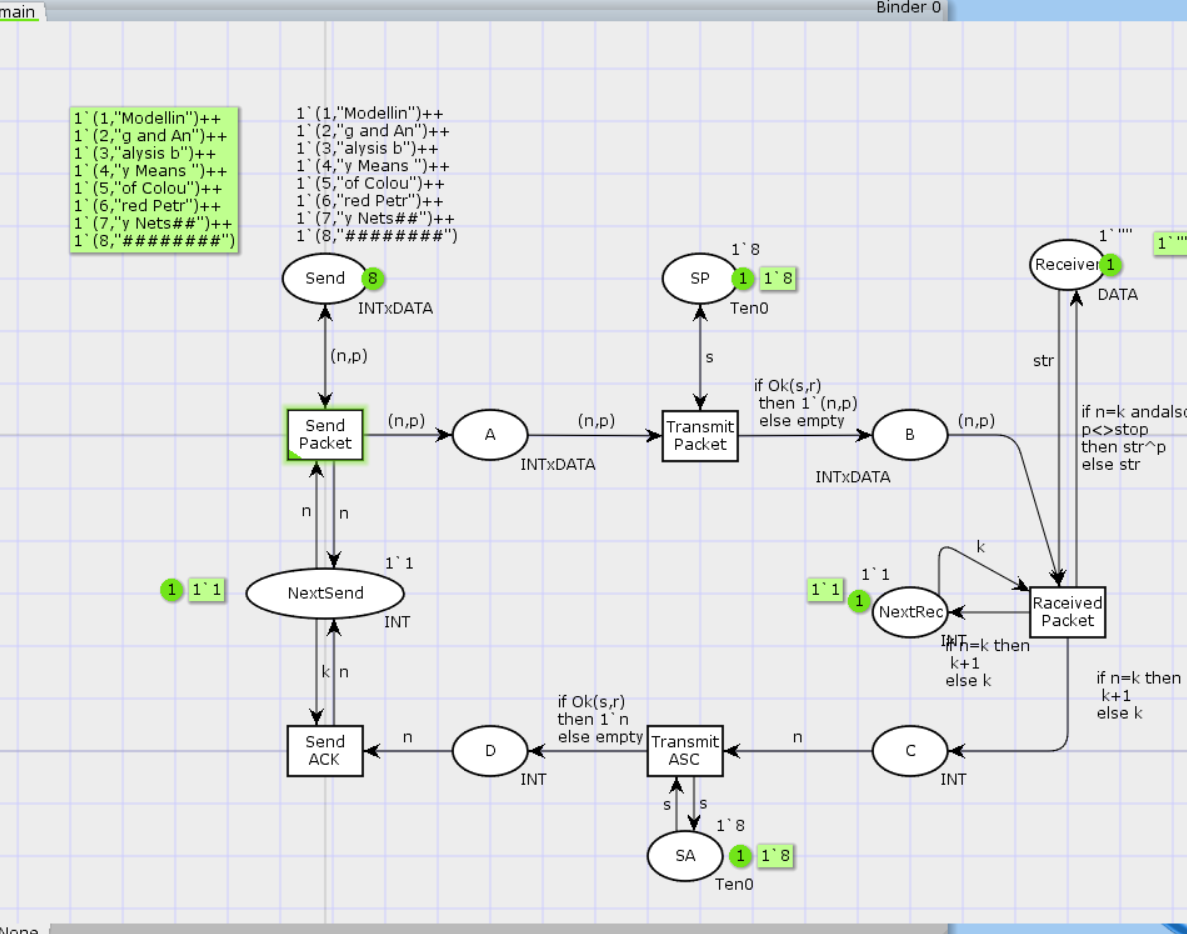 main
Binder 0
1`(1,"Modellin")++
1`(2,"g and An")++
1`(3,"alysis b")++
1`(4,"y Means ")++
1`(5,"of Colou")++
1`(6,"red Petr")++
1`(7,"y Nets##")++
1`(8,"########")
1`(1,"Modellin")++
1`(2,"g and An")++
1`(3,"alysis b")++
1`(4,"y Means ")++
1`(5,"of Colou")++
1`(6,"red Petr")++
1`(7,"y Nets##")++
1`(8,"########")
Send
8
INTxDATA
1`8
SP
1
1`8
Ten0
1`""
1`""
Receiver
1
DATA
(n,p)
s
str
if Ok(s,r)
then 1`(n,p)
else empty
if n=k andalso
p<>stop
then str^p
else str
Send
Packet
(n,p)
A
INTxDATA
(n,p)
Transmit
Packet
B
INTxDATA
(n,p)
n
n
k
1`1
1
1`1
NextSend
INT
1`1
1`1
1
NextRec
INT
if n=k then
k+1
else k
Raceived
Packet
k
n
if n=k then
k+1
else k
if Ok(s,r)
then 1`n
else empty
Send
ACK
n
D
INT
Transmit
ASC
n
C
INT
s
s
1`8
SA
1
1`8
Ten0
None